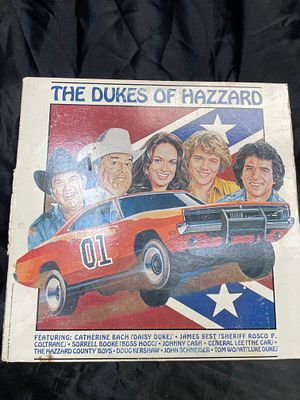 THE DUKES OF HAZZARD
01
FEATURING: CATHERINE BACH (DAISY DUKE) • JAMES BEST (SHERIFF ROSCO P.
COLTRANE) • SORRELL BOOKE (BOSS HOGG) • JOHNNY CASH • GENERAL LEE (THE CAR) •
THE HAZZARD COUNTY BOYS • DOUG KERSHAW • JOHN SCHNEIDER • TOM WOPAT (LUKE DUKE)